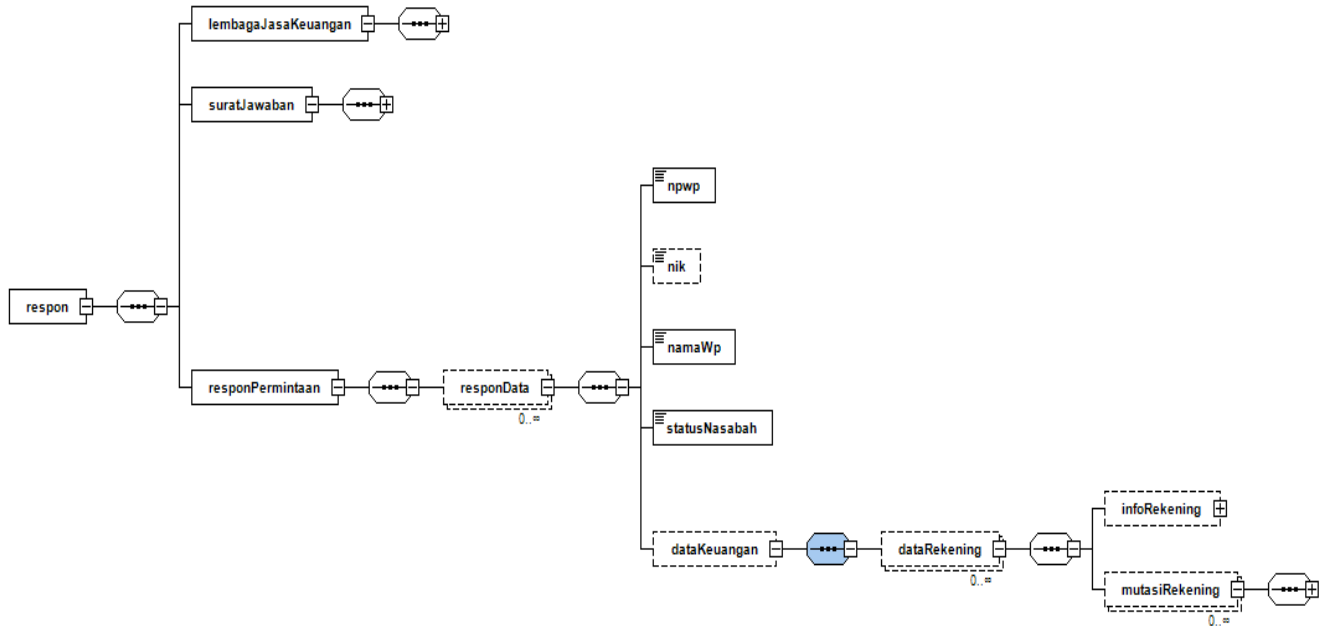 lembagaJasaKeuangan
suratJawaban
npwp
nik
namaWp
respon
responPermintaan
responData
0..∞
statusNasabah
dataKeuangan
dataRekening
0..∞
infoRekening
mutasiRekening
0..∞